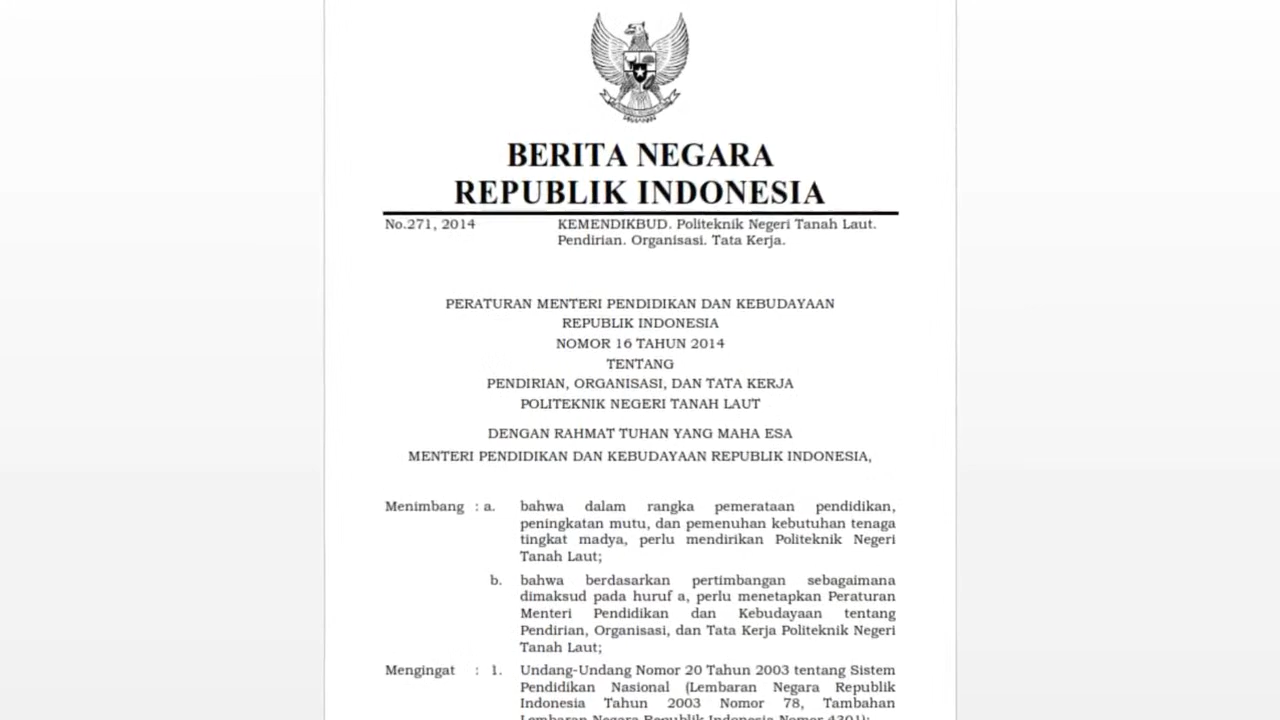 BERITA NEGARA
REPUBLIK INDONESIA
No.271, 2014
KEMENDIKBUD. Politeknik Negeri Tanah Laut.
Pendirian. Organisasi. Tata Kerja.
PERATURAN MENTERI PENDIDIKAN DAN KEBUDAYAAN
REPUBLIK INDONESIA
NOMOR 16 TAHUN 2014
TENTANG
PENDIRIAN, ORGANISASI, DAN TATA KERJA
POLITEKNIK NEGERI TANAH LAUT
DENGAN RAHMAT TUHAN YANG MAHA ESA
MENTERI PENDIDIKAN DAN KEBUDAYAAN REPUBLIK INDONESIA,
Menimbang : a. bahwa dalam rangka pemerataan pendidikan,
peningkatan mutu, dan pemenuhan kebutuhan tenaga
tingkat madya, perlu mendirikan Politeknik Negeri
Tanah Laut;
b. bahwa berdasarkan pertimbangan sebagaimana
dimaksud pada huruf a, perlu menetapkan Peraturan
Menteri Pendidikan dan Kebudayaan tentang
Pendirian, Organisasi, dan Tata Kerja Politeknik Negeri
Tanah Laut;
Mengingat : 1. Undang-Undang Nomor 20 Tahun 2003 tentang Sistem
Pendidikan Nasional (Lembaran Negara Republik
Indonesia Tahun 2003 Nomor 78, Tambahan
Lembaran Negara Republik Indonesia Nomor 4301);